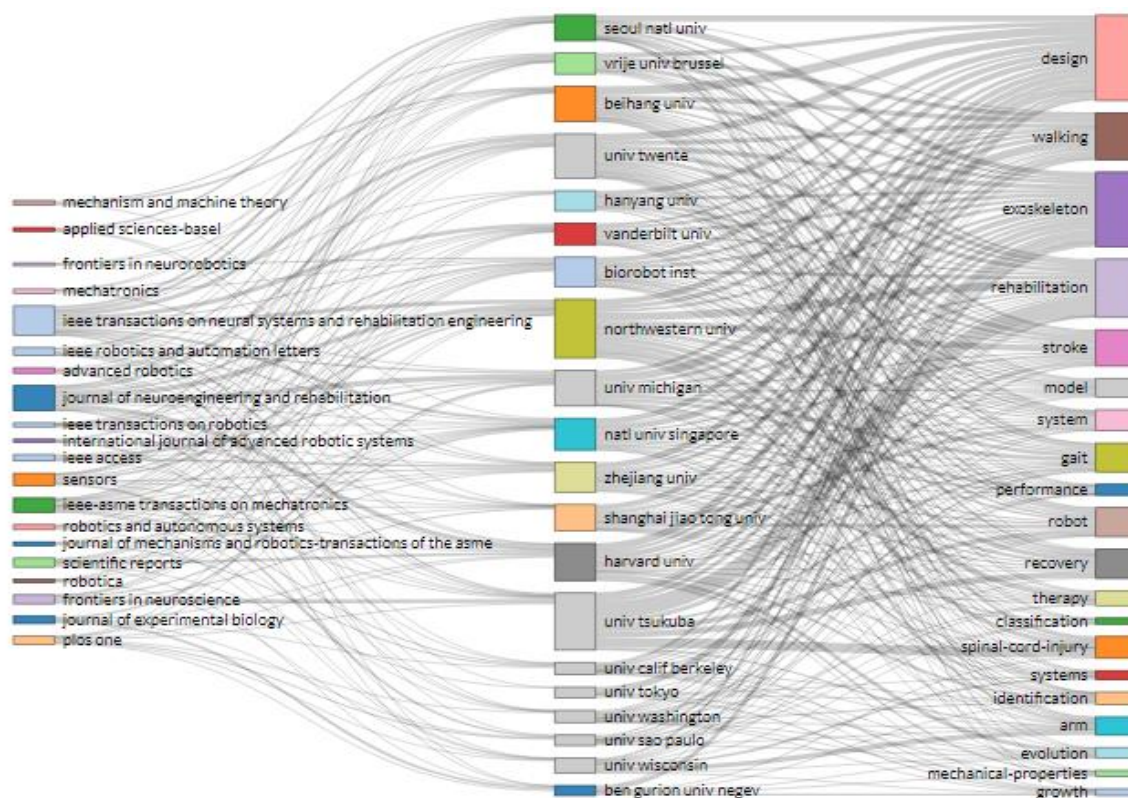 mechanism and machine theory
applied sciences-basel
frontiers in neurorobotics
mechatronics
ieee transactions on neural systems and rehabilitation engineering
ieee robotics and automation letters
advanced robotics
journal of neuroengineering and rehabilitation
ieee transactions on robotics
international journal of advanced robotic systems
ieee access
sensors
ieee-asme transactions on mechatronics
robotics and autonomous systems
journal of mechanisms and robotics-transactions of the asme
scientific reports
robotica
frontiers in neuroscience
journal of experimental biology
plos one
seoul natl univ
vrije univ brussel
beihang univ
univ twente
hanyang univ
vanderbilt univ
biorobot inst
northwestern univ
univ michigan
natl univ singapore
zhejiang univ
shanghai jiao tong univ
harvard univ
univ tsukuba
univ calif berkeley
univ tokyo
univ washington
univ sao paulo
univ wisconsin
ben gurion univ negev
design
walking
exoskeleton
rehabilitation
stroke
model
system
gait
performance
robot
recovery
therapy
classification
spinal-cord-injury
systems
identification
arm
evolution
mechanical-properties
growth